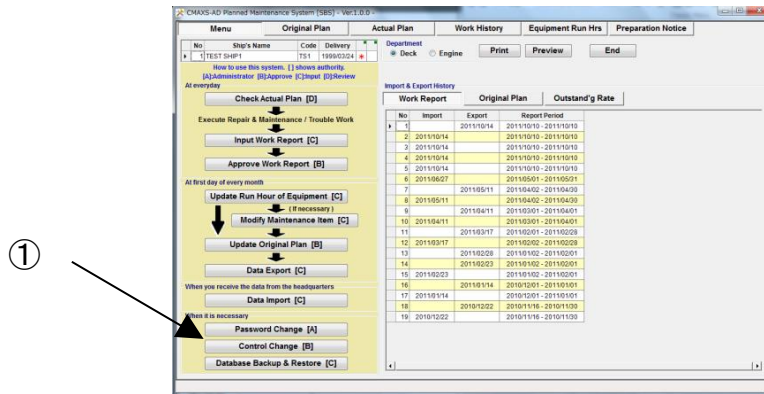 CMAXS-AD Planned Maintenance System [SBS] - Ver.1.0.0 -
Menu Original Plan Actual Plan Work History Equipment Run Hrs Preparation Notice
No Ship's Name Code Delivery
1 TEST SHIP1 TS1 1999/03/24 *
Department
Deck Engine Print Preview End
How to use this system. [ ] shows authority.
[A]:Administrator [B]:Approve [C]:Input [D]:Review
At everyday
Check Actual Plan [D]
Execute Repair & Maintenance / Trouble Work
Input Work Report [C]
Approve Work Report [B]
At first day of every month
Update Run Hour of Equipment [C]
( If necessary )
Modify Maintenance Item [C]
Update Original Plan [B]
Data Export [C]
When you receive the data from the headquarters
Data Import [C]
When it is necessary
Password Change [A]
Control Change [B]
Database Backup & Restore [C]
①
Import & Export History
Work Report Original Plan Outstand'g Rate
No Import Export Report Period
1 2011/10/14 2011/10/10 - 2011/10/10
2 2011/10/14 2011/10/10 - 2011/10/10
3 2011/10/14 2011/10/10 - 2011/10/10
4 2011/10/14 2011/10/10 - 2011/10/10
5 2011/10/14 2011/10/10 - 2011/10/10
6 2011/06/27 2011/05/01 - 2011/05/31
7 2011/05/11 2011/04/02 - 2011/04/30
8 2011/05/11 2011/04/02 - 2011/04/30
9 2011/04/11 2011/03/01 - 2011/04/01
10 2011/04/11 2011/03/01 - 2011/04/01
11 2011/03/17 2011/02/01 - 2011/02/28
12 2011/03/17 2011/02/02 - 2011/02/28
13 2011/02/28 2011/01/02 - 2011/02/01
14 2011/02/23 2011/01/02 - 2011/02/01
15 2011/02/23 2011/01/02 - 2011/02/01
16 2011/01/14 2010/12/01 - 2011/01/01
17 2011/01/14 2010/12/01 - 2011/01/01
18 2010/12/22 2010/11/16 - 2010/11/30
19 2010/12/22 2010/11/16 - 2010/11/30